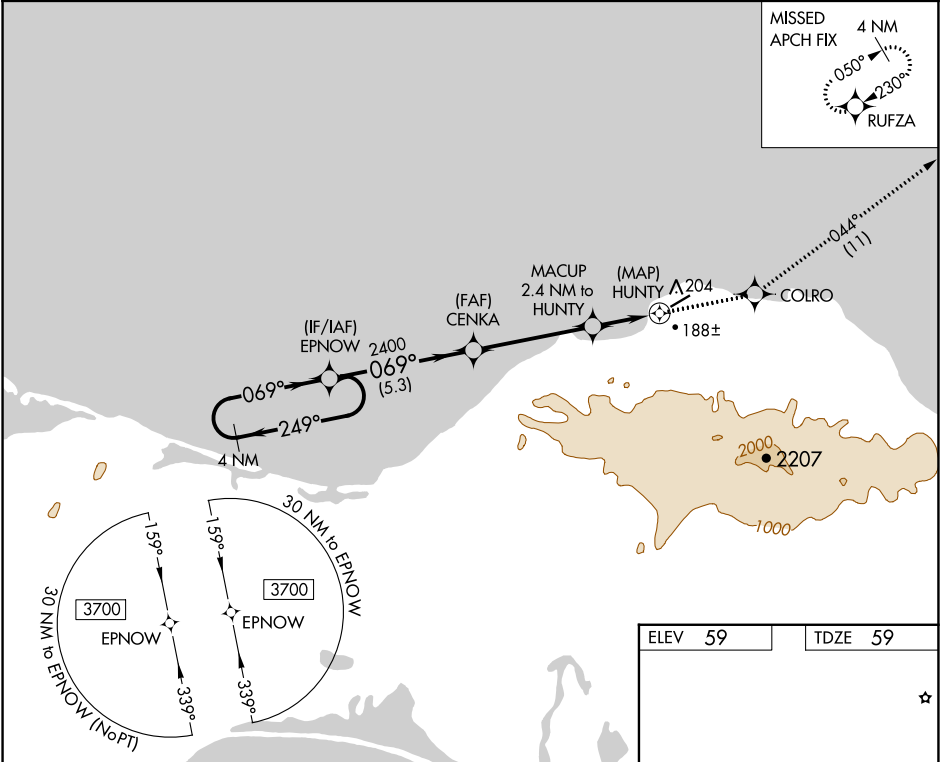 MISSED
APCH FIX
4 NM
050°
230°
RUFZA
044°
(11)
MACUP
2.4 NM to
HUNTY
(MAP)
HUNTY
204
COLRO
188±
(FAF)
CENKA
(IF/IAF)
EPNOW
2400
069°
(5.3)
069°
249°
4 NM
2000
2207
1000
159°
3700
EPNOW
339°
30 NM to EPNOW (NoPT)
159°
30 NM to EPNOW
3700
EPNOW
339°
ELEV 59
TDZE 59